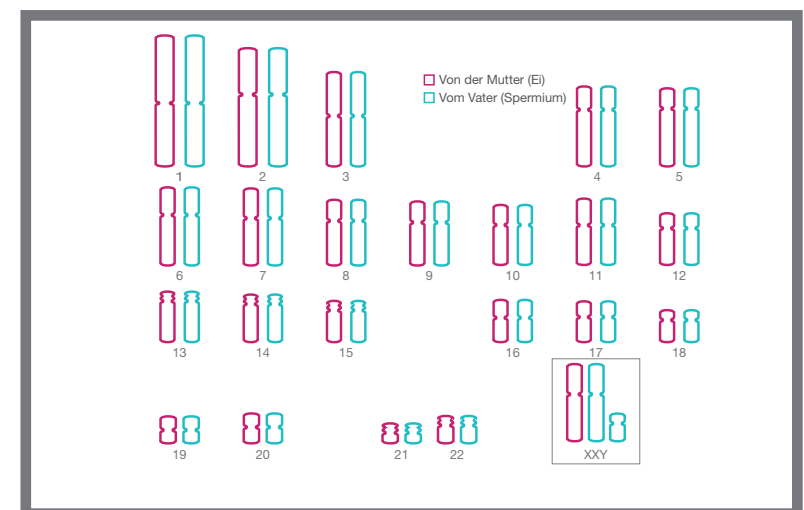 Von der Mutter (Ei)
Vom Vater (Spermium)
1 2 3 4 5
6 7 8 9 10 11 12
13 14 15 16 17 18
19 20 21 22 XXY